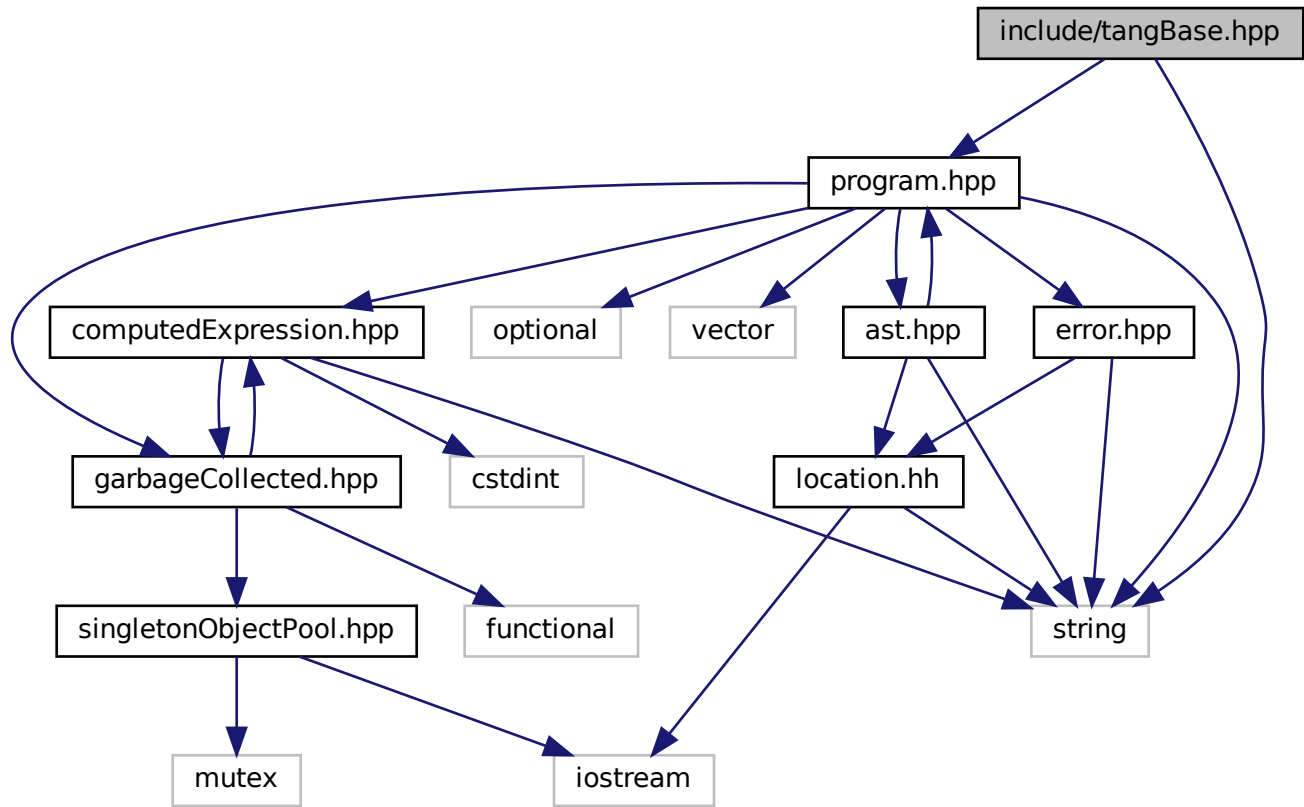 include/tangBase.hpp
program.hpp
computedExpression.hpp
optional
vector
ast.hpp
error.hpp
garbageCollected.hpp
cstdint
location.hh
singletonObjectPool.hpp
functional
string
mutex
iostream